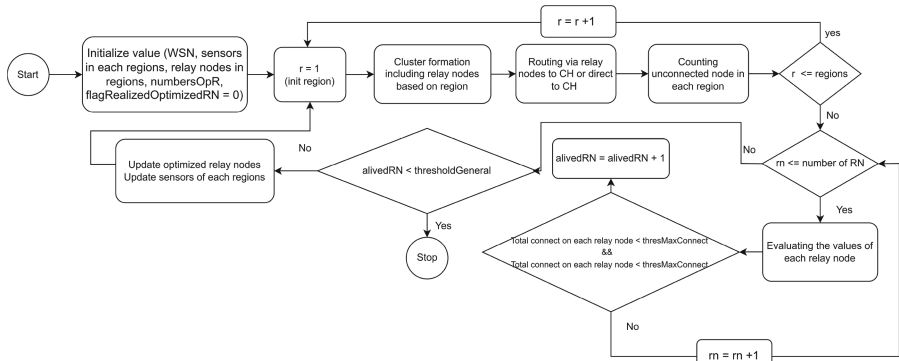 r = r +1
yes
Start
Initialize value (WSN, sensors
in each regions, relay nodes in
regions, numbersOpR,
flagRealizedOptimizedRN = 0)
r = 1
(init region)
Cluster formation
including relay nodes
based on region
Routing via relay
nodes to CH or direct
to CH
Counting
unconnected node in
each region
r <= regions
No
No
No
Update optimized relay nodes
Update sensors of each regions
alivedRN < thresholdGeneral
alivedRN = alivedRN + 1
rn <= number of RN
Yes
Yes
Stop
Total connect on each relay node < thresMaxConnect
&&
Total connect on each relay node < thresMaxConnect
Evaluating the values of
each relay node
No
rn = rn +1